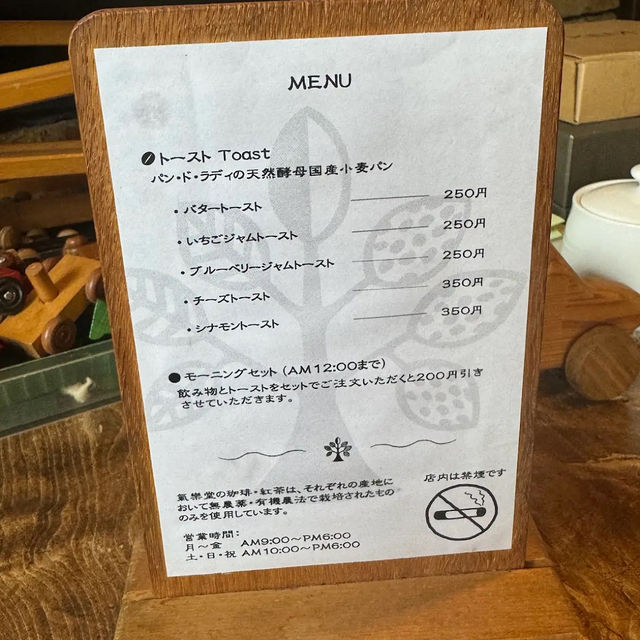 MENU
トースト Toast
パン・ド・ラディの天然酵母国産小麦パン
・バタートースト 250円
・いちごジャムトースト 250円
・ブルーベリージャムトースト 250円
・チーズトースト 350円
・シナモントースト 350円
● モーニングセット (AM12:00まで)
飲み物とトーストをセットでご注文いただくと200円引き
させていただきます。
氣樂堂の珈琲・紅茶は、それぞれの産地に
おいて無農薬・有機農法で栽培されたもの
のみを使用しています。
店内は禁煙です
営業時間:
月～金 AM9:00～PM6:00
土・日・祝 AM10:00～PM6:00